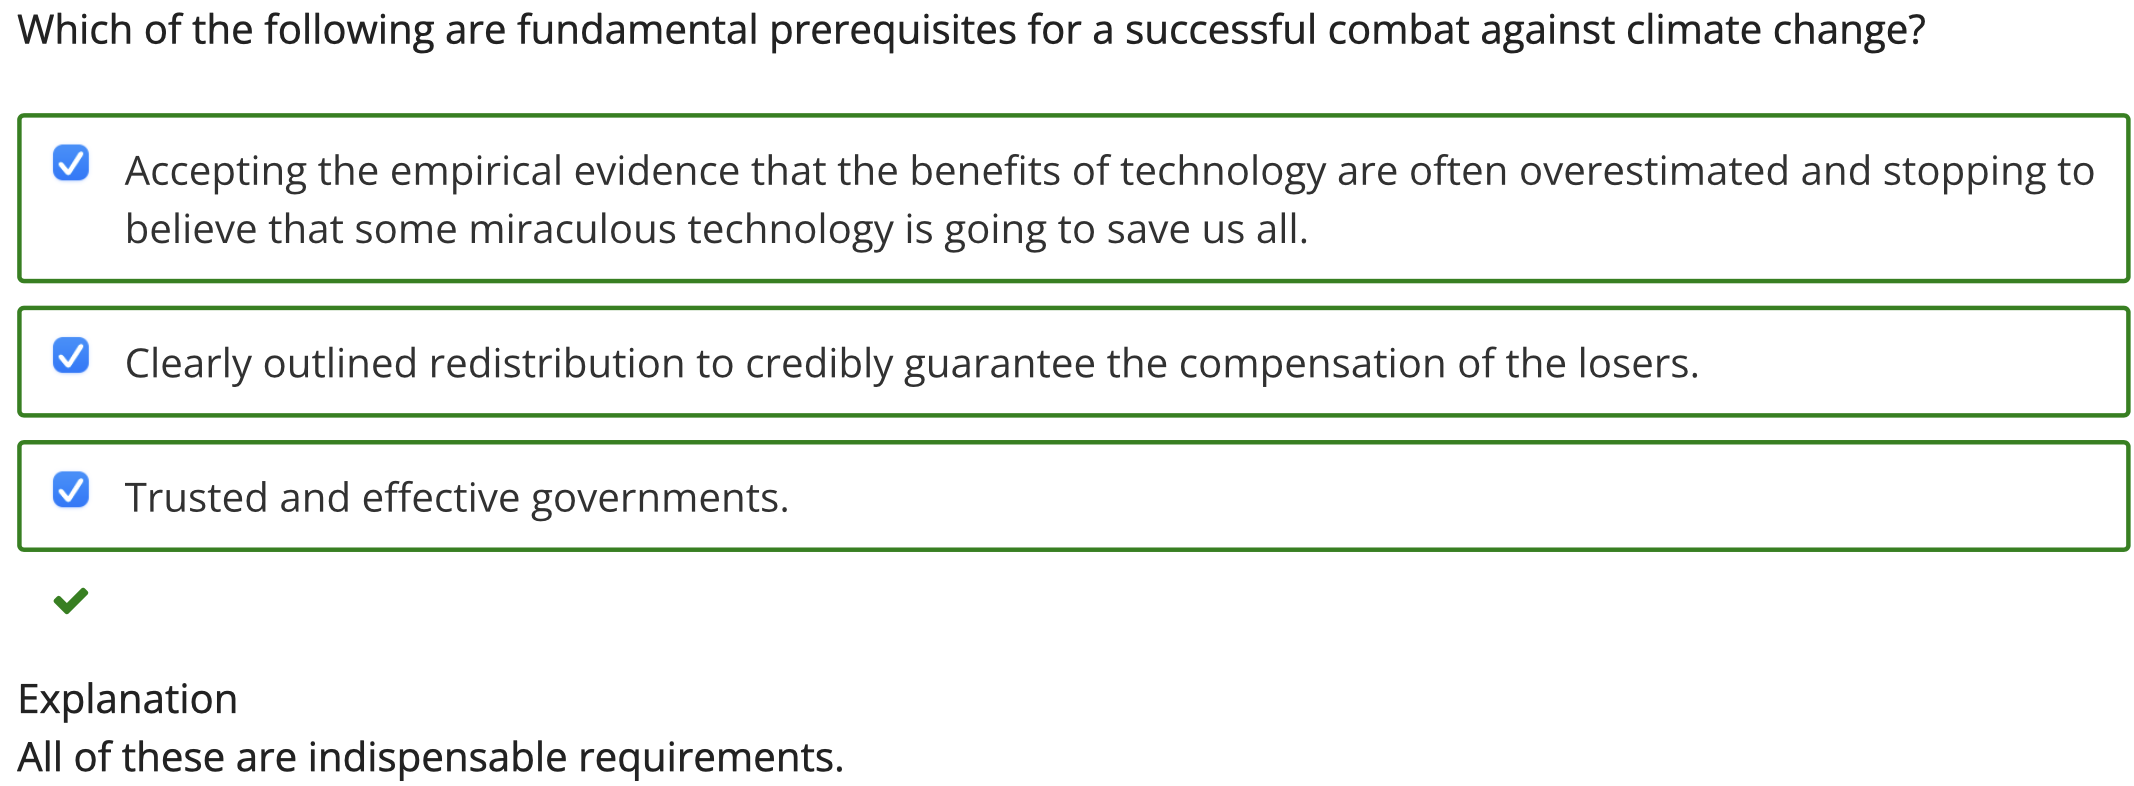 Which of the following are fundamental prerequisites for a successful combat against climate change?
Accepting the empirical evidence that the benefits of technology are often overestimated and stopping to
believe that some miraculous technology is going to save us all.
Clearly outlined redistribution to credibly guarantee the compensation of the losers.
Trusted and effective governments.
Explanation
All of these are indispensable requirements.